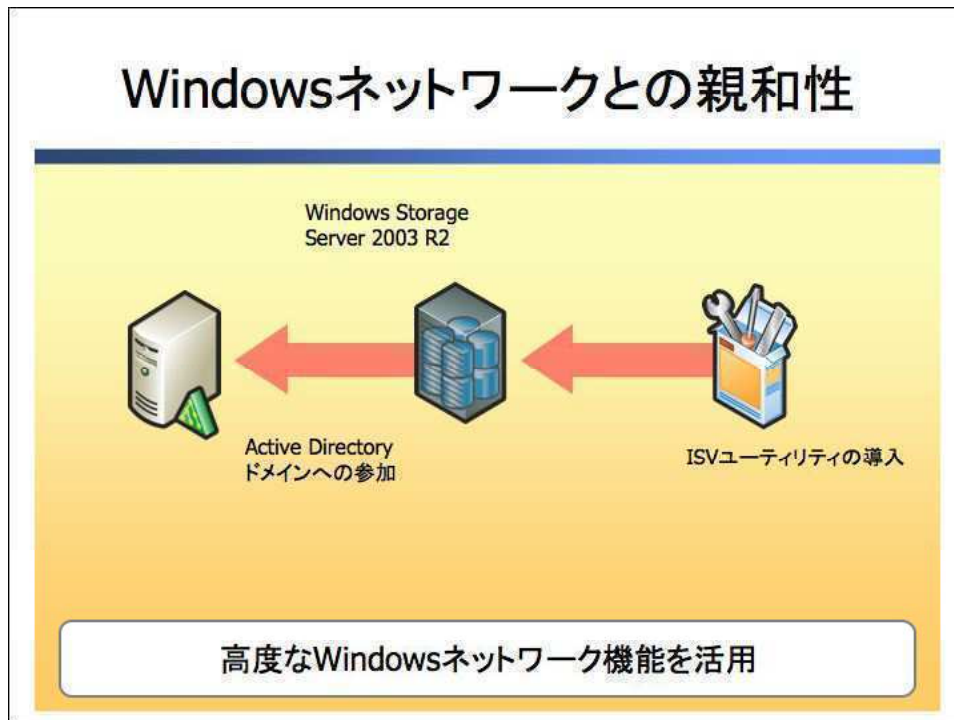 Windowsネットワークとの親和性
Windows Storage
Server 2003 R2
Active Directory
ドメインへの参加
ISVユーティリティの導入
高度なWindowsネットワーク機能を活用